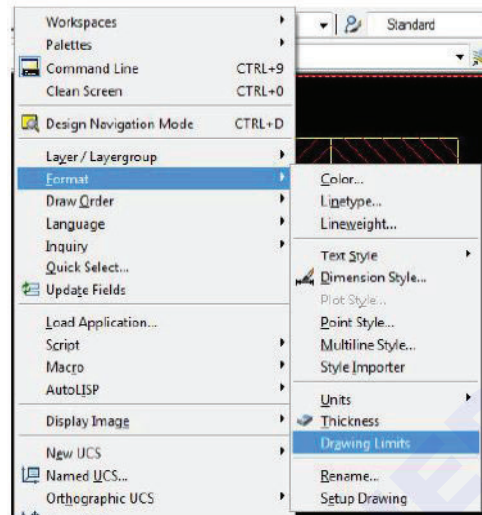 Workspaces
Palettes
Command Line CTRL+9
Clean Screen CTRL+0
Design Navigation Mode CTRL+D
Layer / Layergroup
Format
Draw Order
Language
Inquiry
Quick Select...
Update Fields
Load Application...
Script
Macro
AutoLISP
Display Image
New UCS
Named UCS...
Orthographic UCS
Standard
Color...
Linetype...
Lineweight...
Text Style
Dimension Style...
Plot Style...
Point Style...
Multiline Style...
Style Importer
Units
Thickness
Drawing Limits
Rename...
Setup Drawing